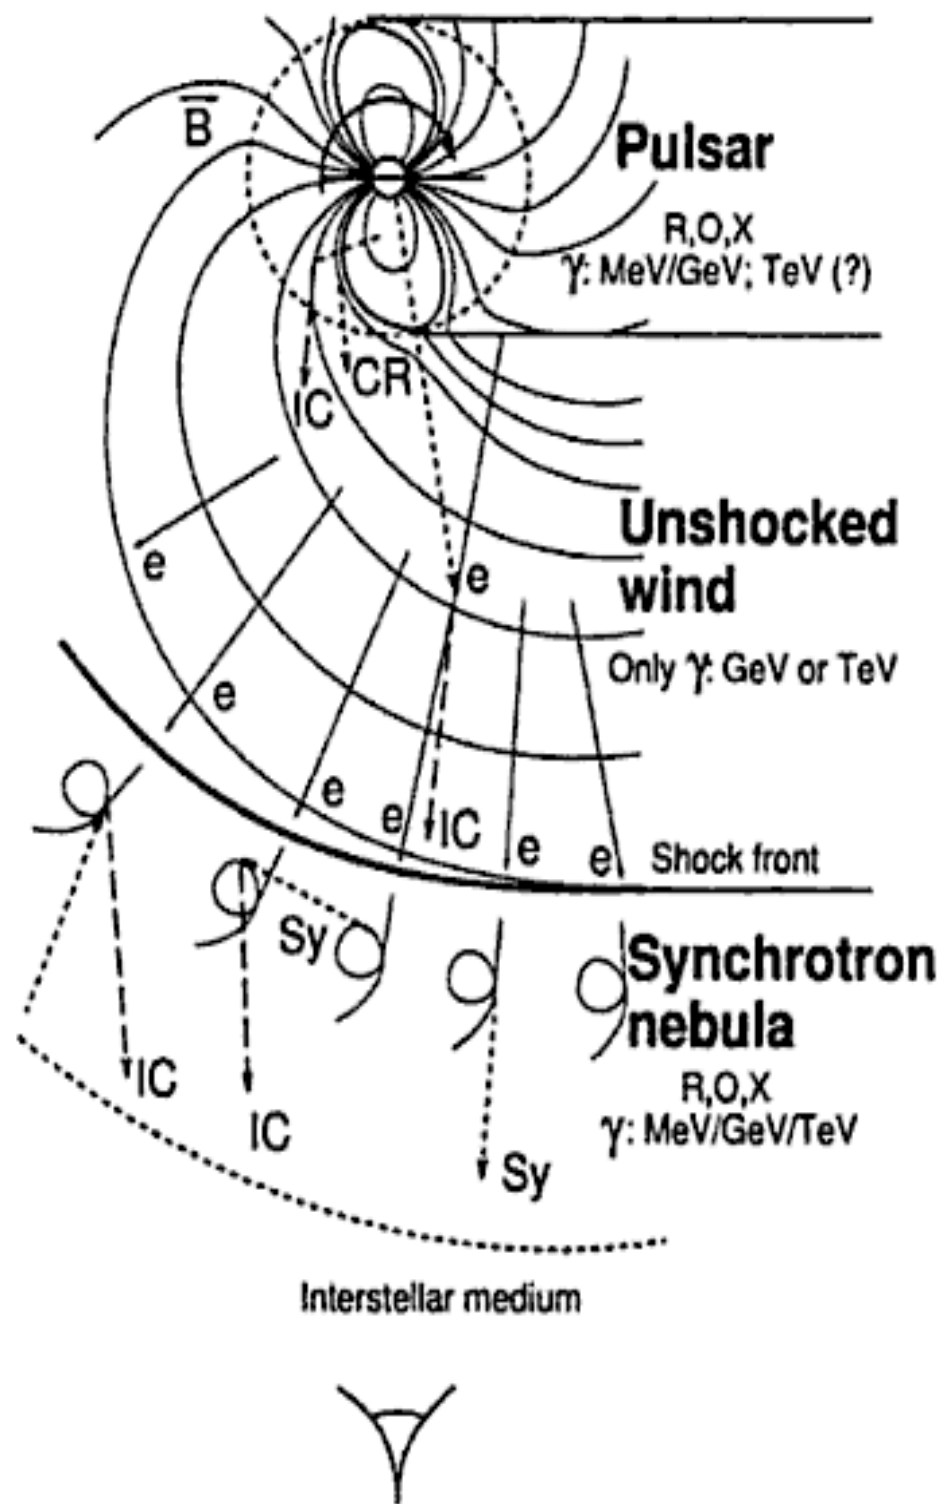 B
Pulsar
R,O,X
γ: MeV/GeV; TeV (?)
CR
IC
Unshocked
wind
e
e
Only γ: GeV or TeV
e
e
e
IC
e
e
Shock front
Sy
Synchrotron
nebula
IC
R,O,X
IC
γ: MeV/GeV/TeV
Sy
Interstellar medium